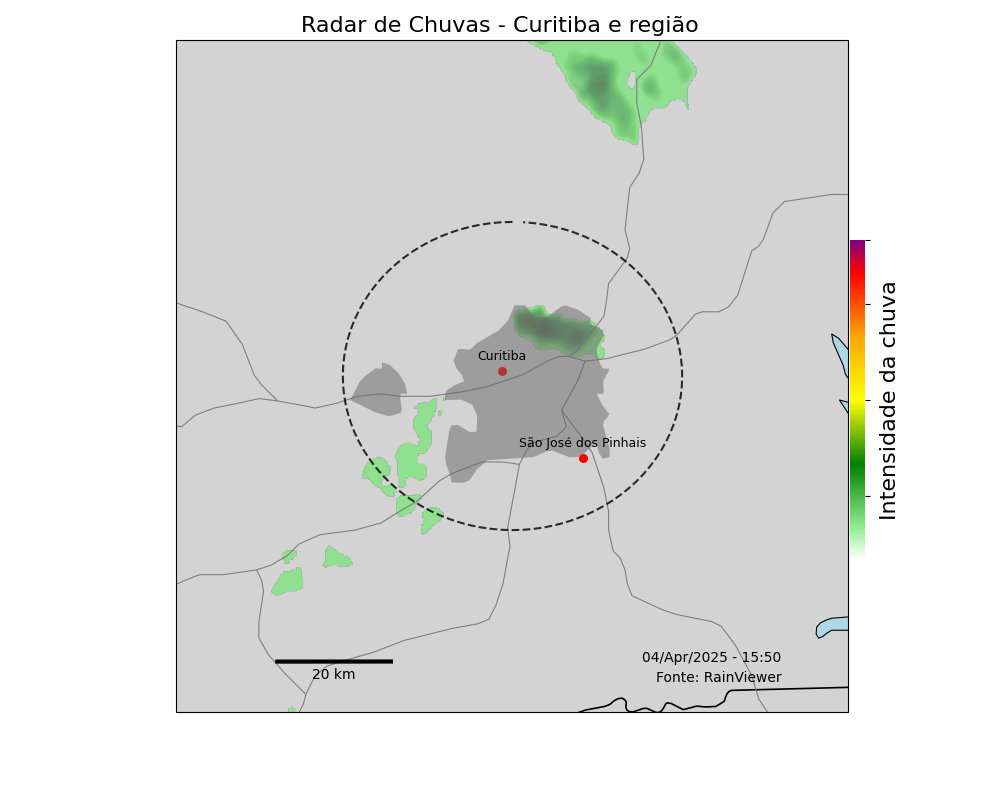 Radar de Chuvas - Curitiba e região
Curitiba
São José dos Pinhais
Intensidade da chuva
04/Apr/2025 - 15:50
Fonte: RainViewer
20 km